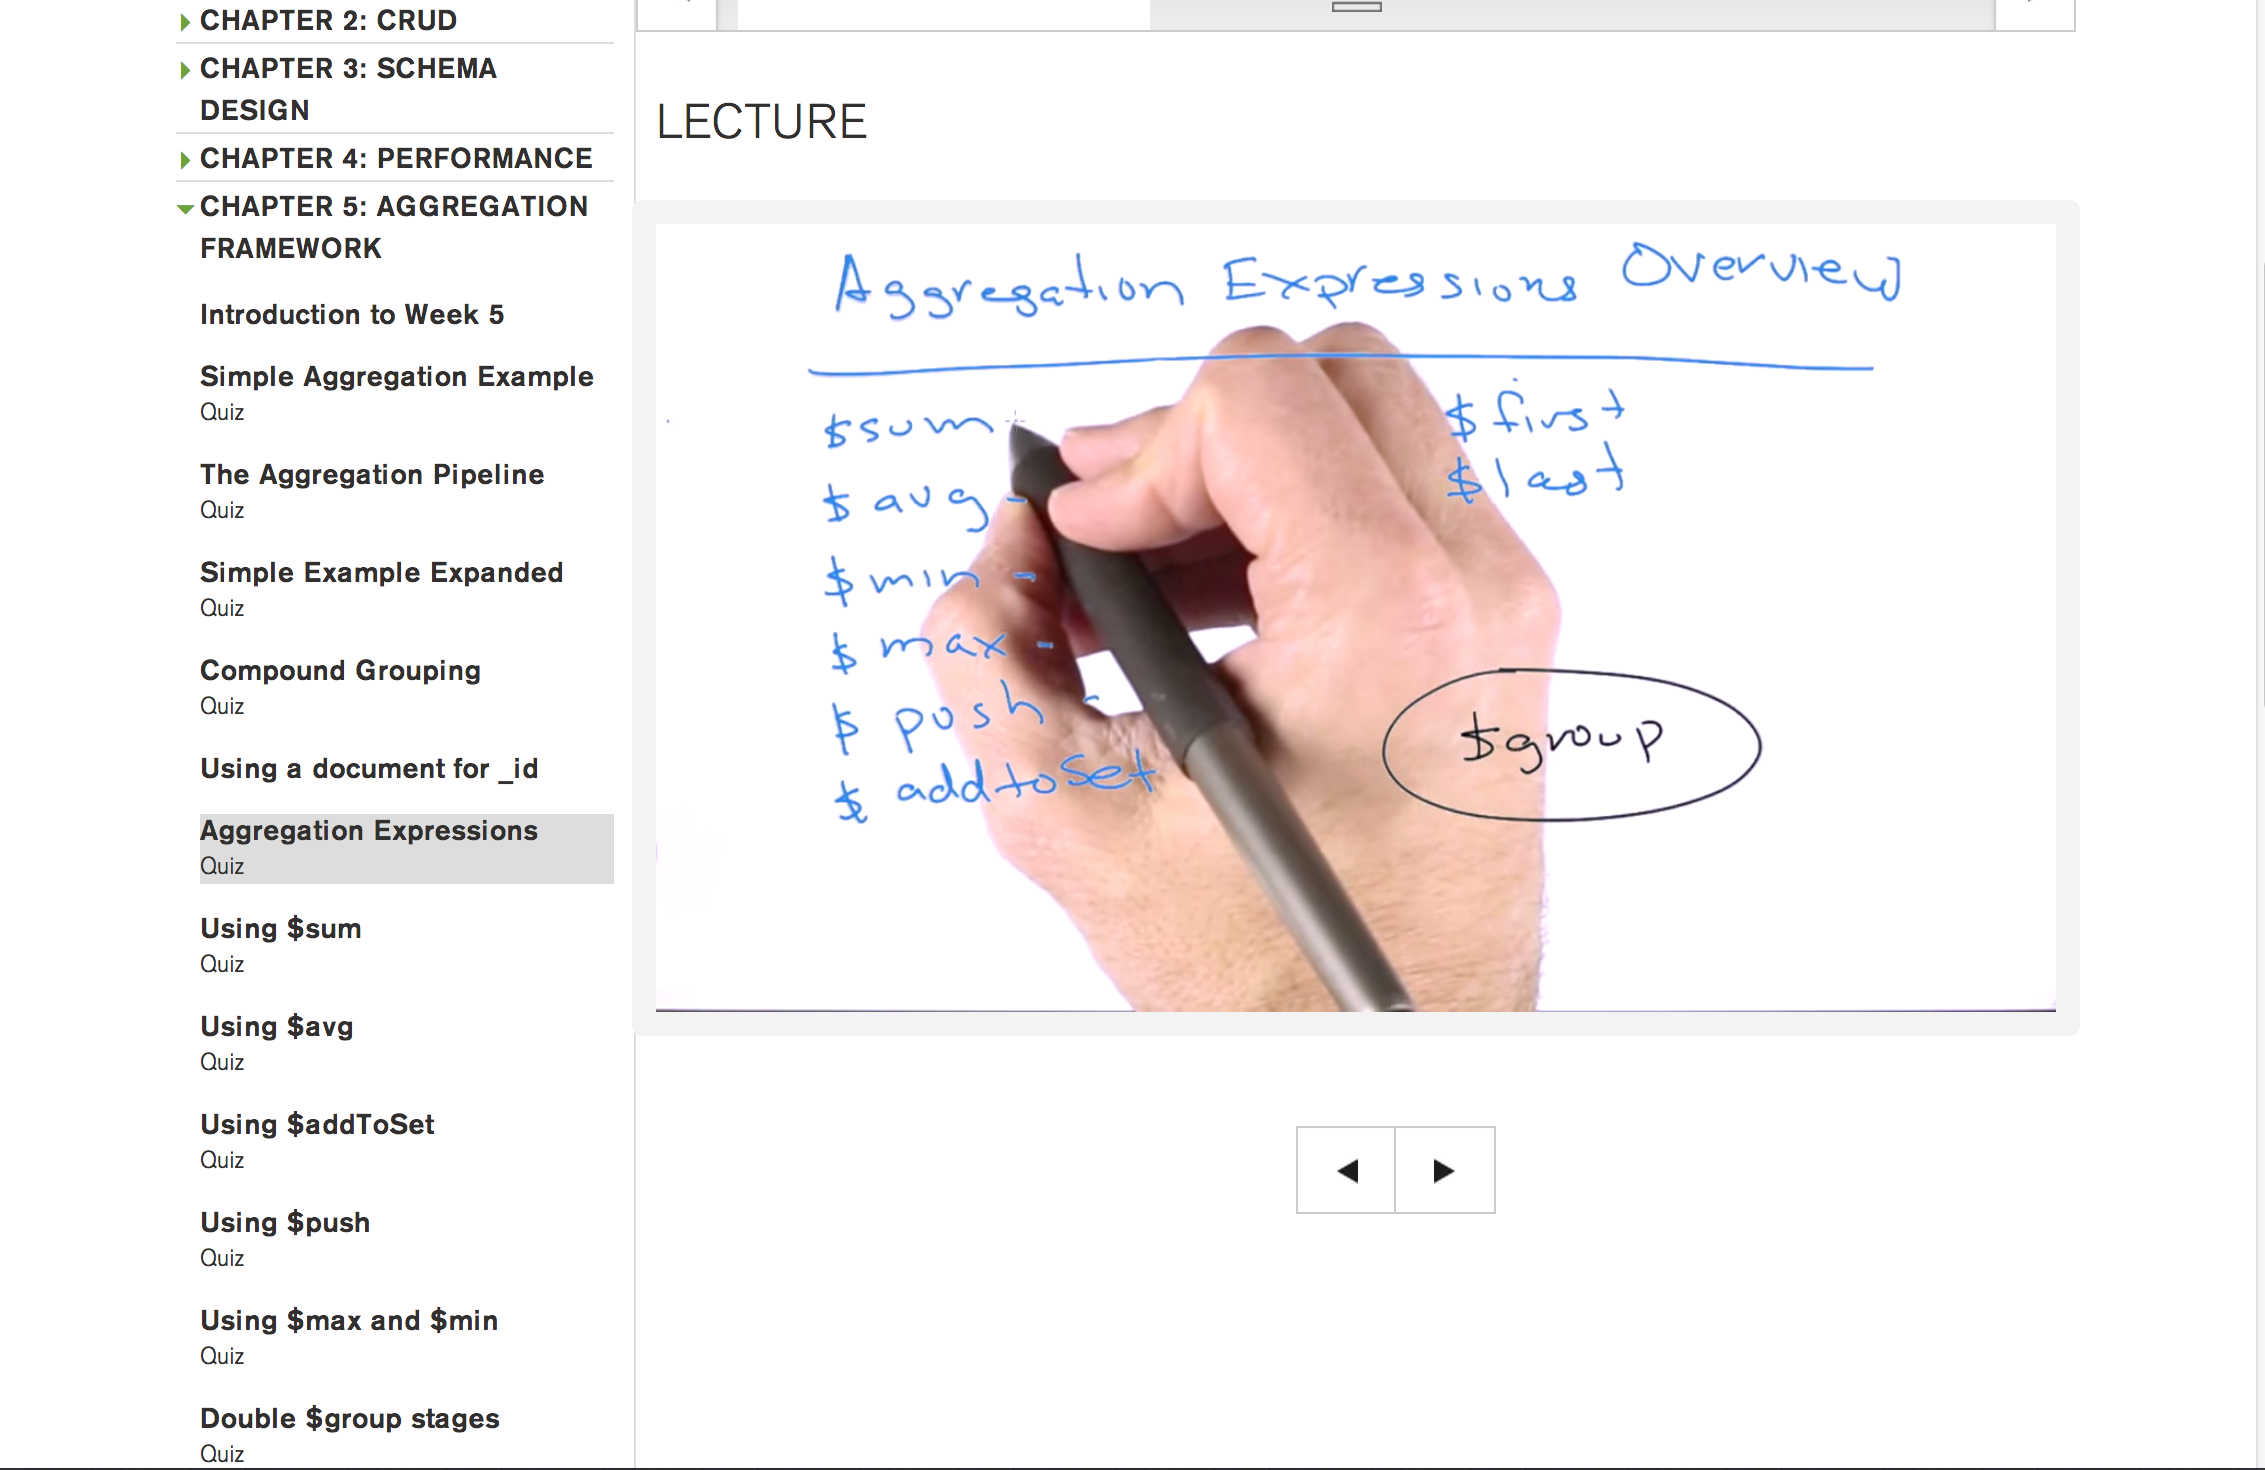 CHAPTER 2: CRUD
CHAPTER 3: SCHEMA
DESIGN
CHAPTER 4: PERFORMANCE
CHAPTER 5: AGGREGATION
FRAMEWORK
Introduction to Week 5
Simple Aggregation Example
Quiz
The Aggregation Pipeline
Quiz
Simple Example Expanded
Quiz
Compound Grouping
Quiz
Using a document for _id
Aggregation Expressions
Quiz
Using $sum
Quiz
Using $avg
Quiz
Using $addToSet
Quiz
Using $push
Quiz
Using $max and $min
Quiz
Double $group stages
Quiz
LECTURE
Aggregation Expressions Overview
$sum
$avg -
$min -
$max -
$push -
$addtoSet
$first
$last
$group